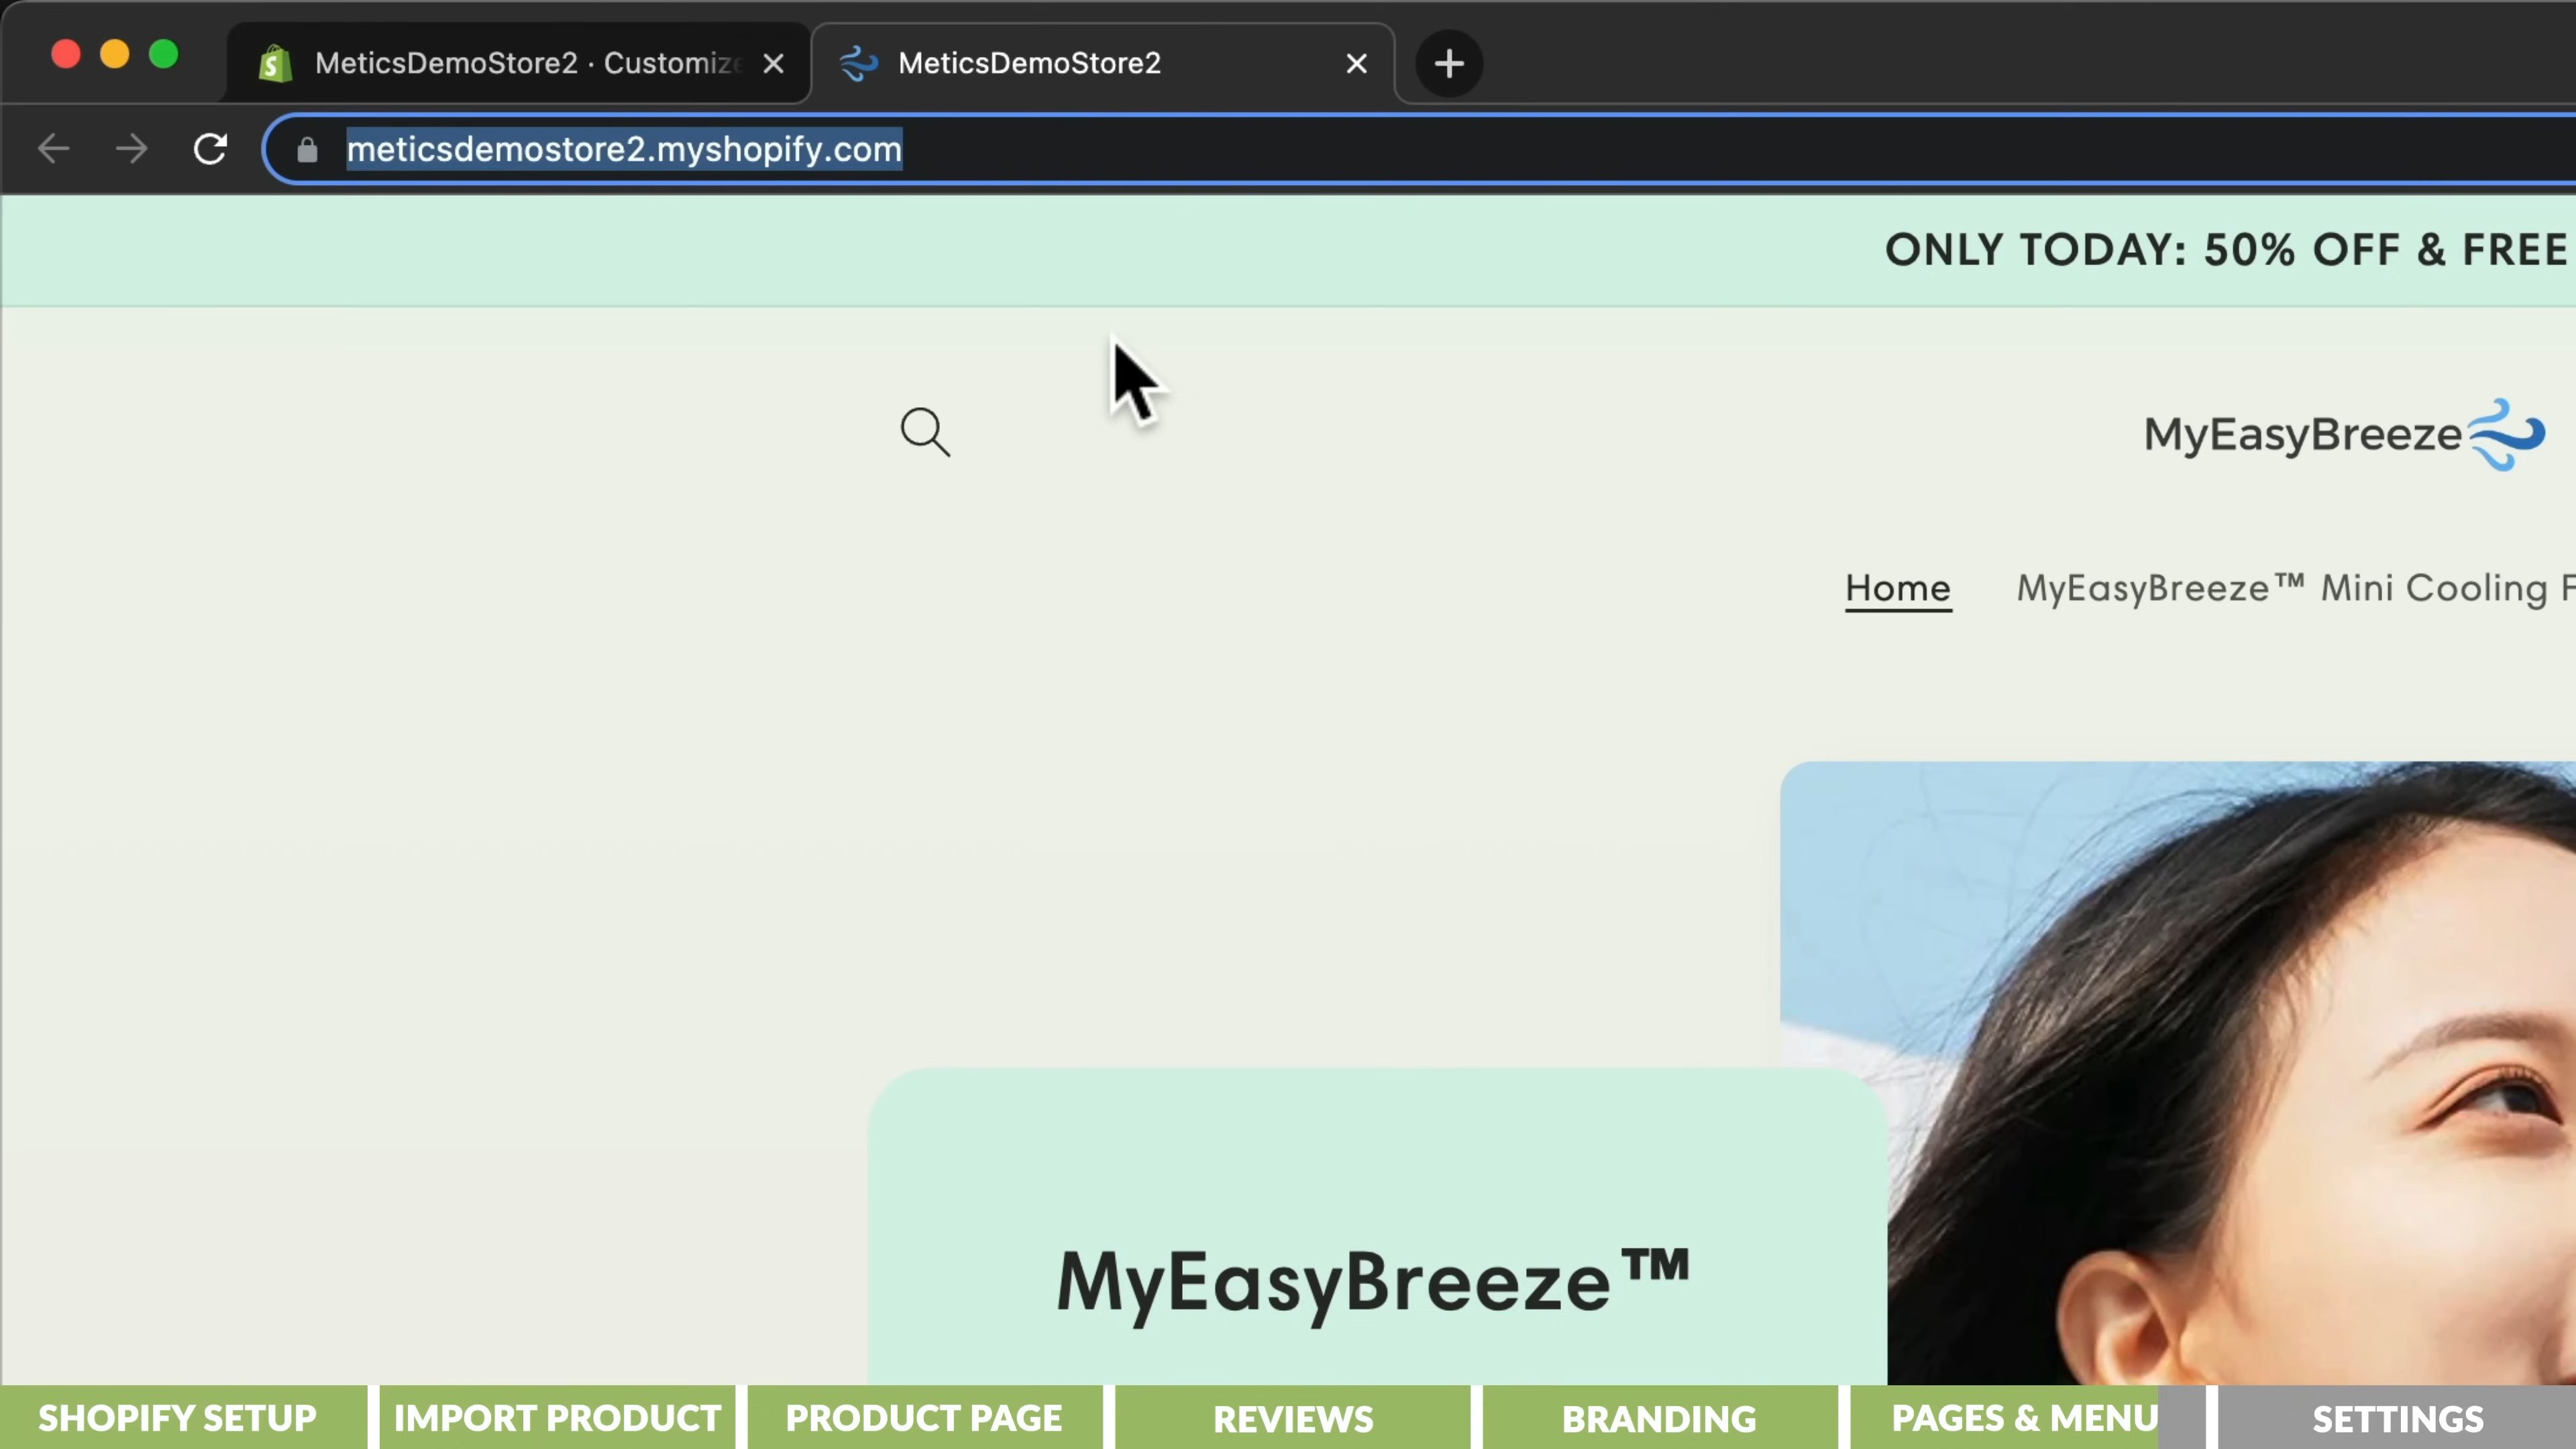 MeticsDemoStore2 · Customize
MeticsDemoStore2
meticsdemostore2.myshopify.com
ONLY TODAY: 50% OFF & FREE
MyEasyBreeze
Home
MyEasyBreeze™ Mini Cooling F
MyEasyBreeze™
SHOPIFY SETUP
IMPORT PRODUCT
PRODUCT PAGE
REVIEWS
BRANDING
PAGES & MENU
SETTINGS